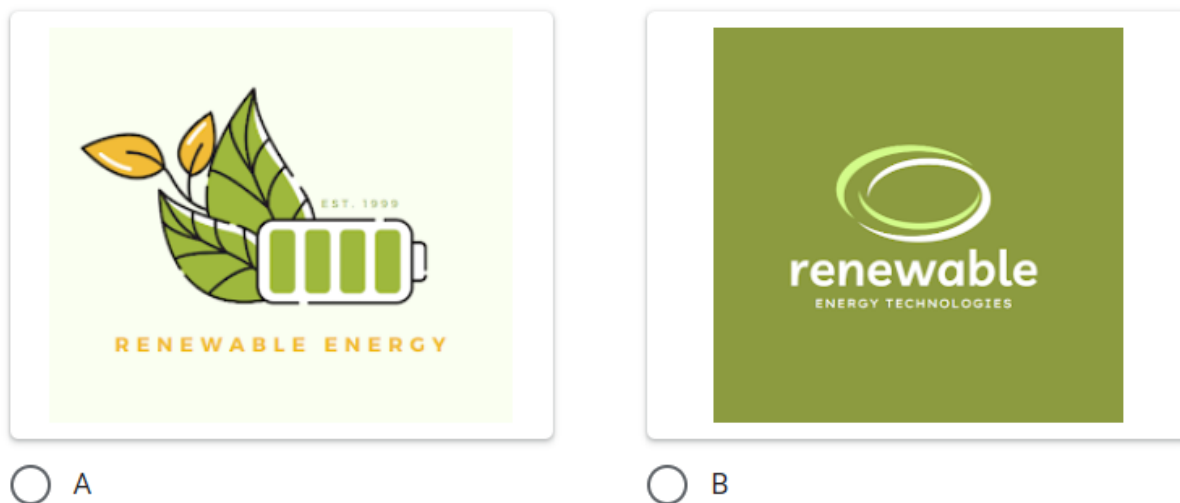 EST. 1999
RENEWABLE ENERGY
renewable
ENERGY TECHNOLOGIES
A
B